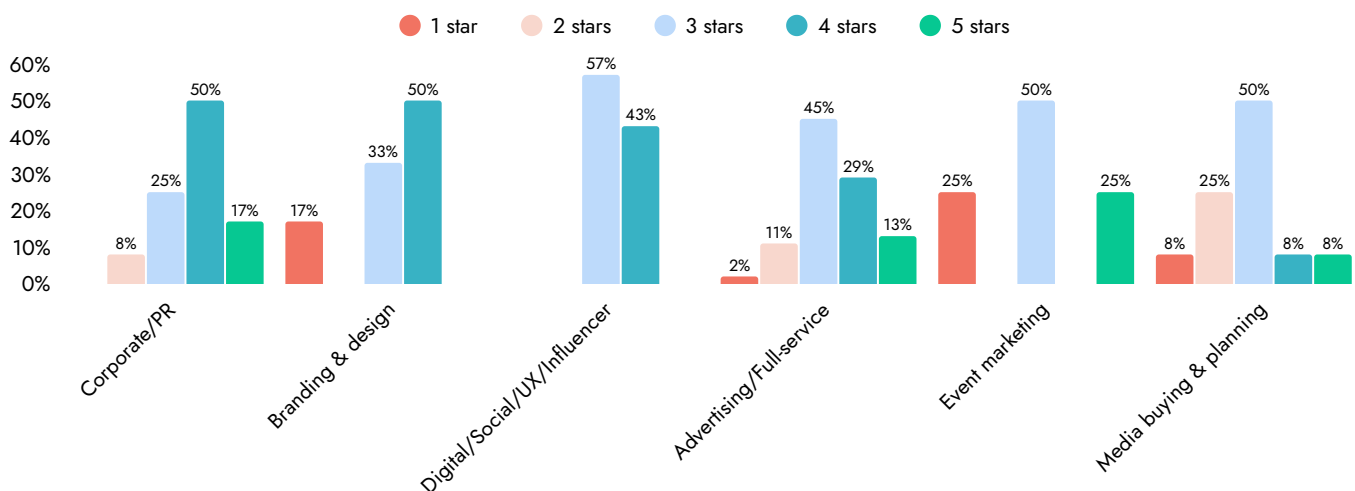 1 star 2 stars 3 stars 4 stars 5 stars
60%
50%
40%
30%
20%
10%
0%
8% 25% 50% 17%
17% 33% 50%
57% 43%
2% 11% 45% 29% 13%
25% 50% 25%
8% 25% 50% 8% 8%
Corporate/PR
Branding & design
Digital/Social/UX/Influencer
Advertising/Full-service
Event marketing
Media buying & planning